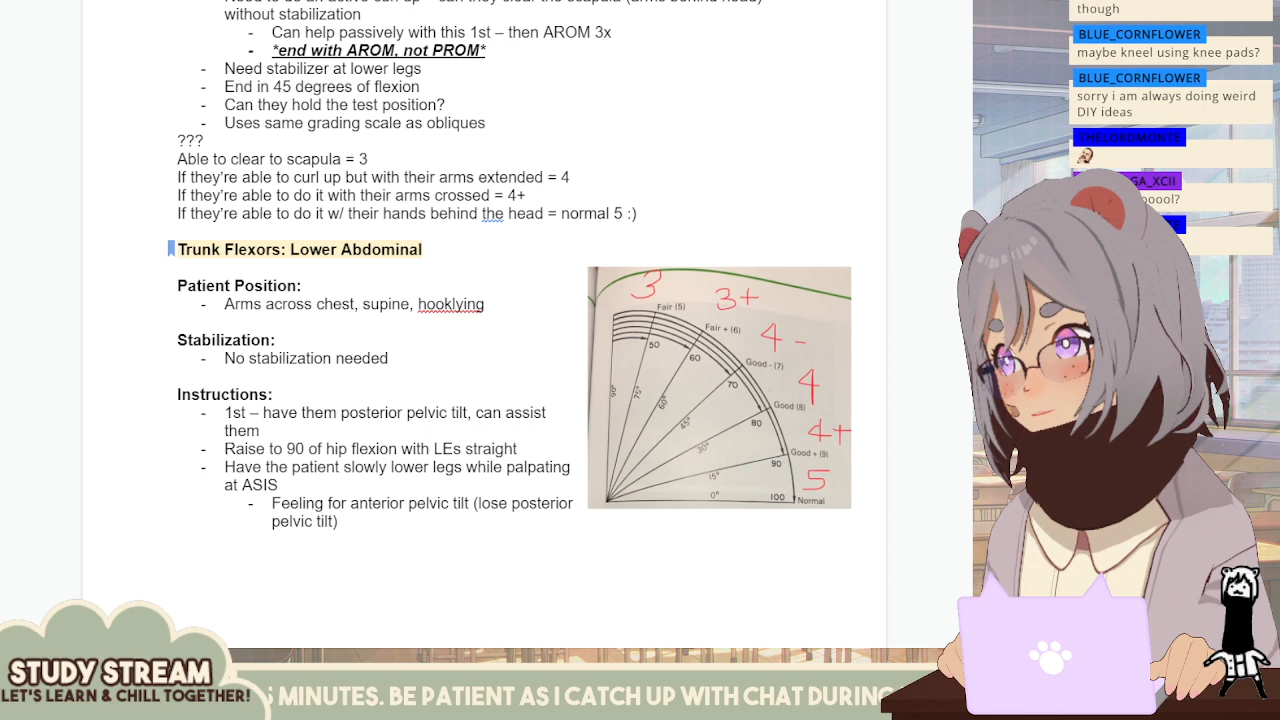 without stabilization
- Can help passively with this 1st – then AROM 3x
- *end with AROM, not PROM*
- Need stabilizer at lower legs
- End in 45 degrees of flexion
- Can they hold the test position?
- Uses same grading scale as obliques
???
Able to clear to scapula = 3
If they're able to curl up but with their arms extended = 4
If they're able to do it with their arms crossed = 4+
If they're able to do it w/ their hands behind the head = normal 5 :)
Trunk Flexors: Lower Abdominal
Patient Position:
- Arms across chest, supine, hooklying
Stabilization:
- No stabilization needed
Instructions:
- 1st – have them posterior pelvic tilt, can assist
them
- Raise to 90 of hip flexion with LEs straight
- Have the patient slowly lower legs while palpating
at ASIS
- Feeling for anterior pelvic tilt (lose posterior
pelvic tilt)
3
3+
4 -
4
4+
5
Fair (5)
Fair + (6)
Good - (7)
Good (8)
Good + (9)
Normal
50
60
70
80
90
100
90°
75°
60°
45°
30°
15°
0°
though
BLUE_CORNFLOWER
maybe kneel using knee pads?
BLUE_CORNFLOWER
sorry i am always doing weird
DIY ideas
THELORDMONTE
GA_XCII
STUDY STREAM
LET'S LEARN & CHILL TOGETHER!
MINUTES. BE PATIENT AS I CATCH UP WITH CHAT DURING